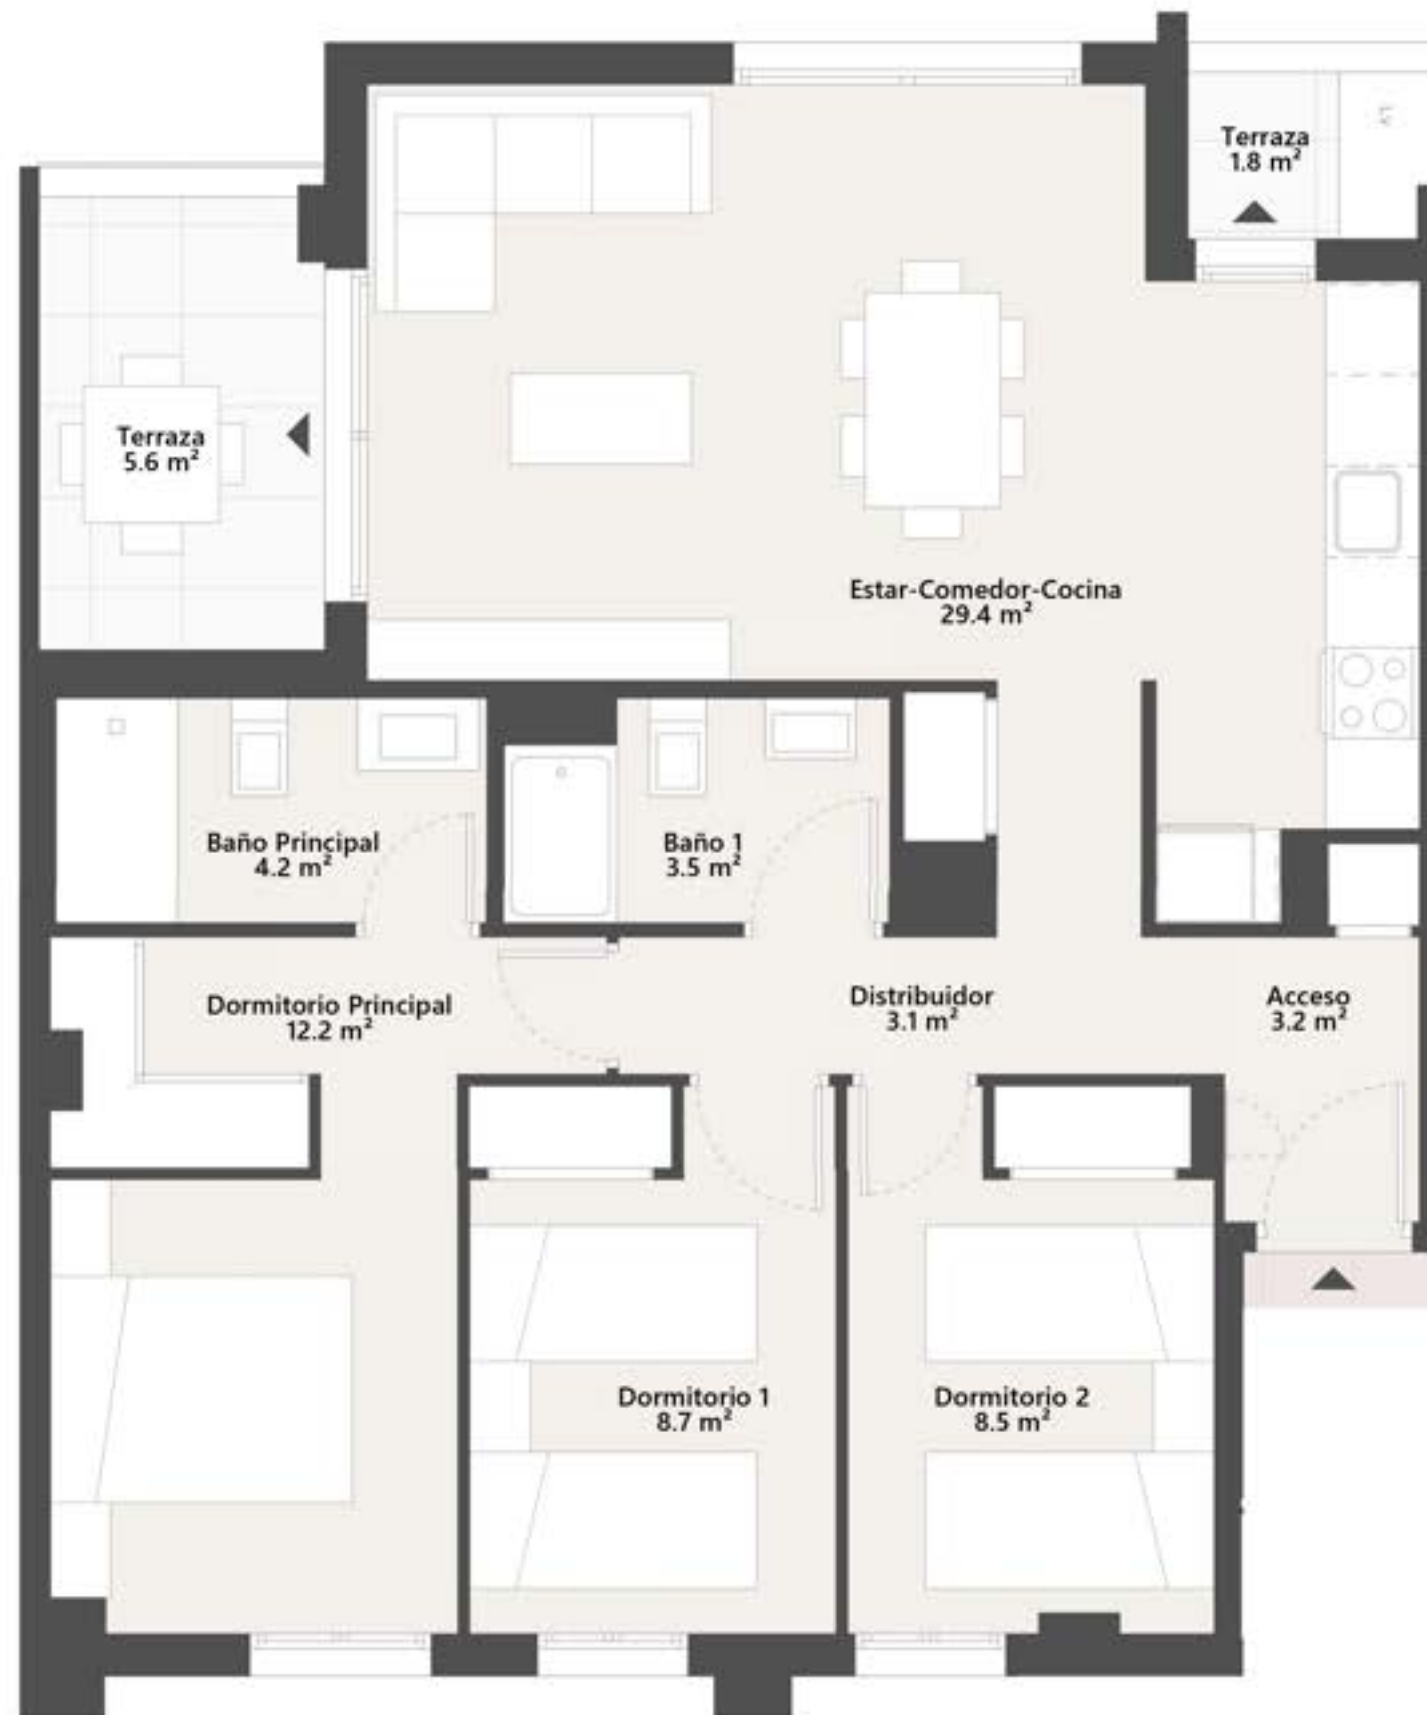 Terraza
1.8 m²
Terraza
5.6 m²
Estar-Comedor-Cocina
29.4 m²
Baño Principal
4.2 m²
Baño 1
3.5 m²
Dormitorio Principal
12.2 m²
Distribuidor
3.1 m²
Acceso
3.2 m²
Dormitorio 1
8.7 m²
Dormitorio 2
8.5 m²